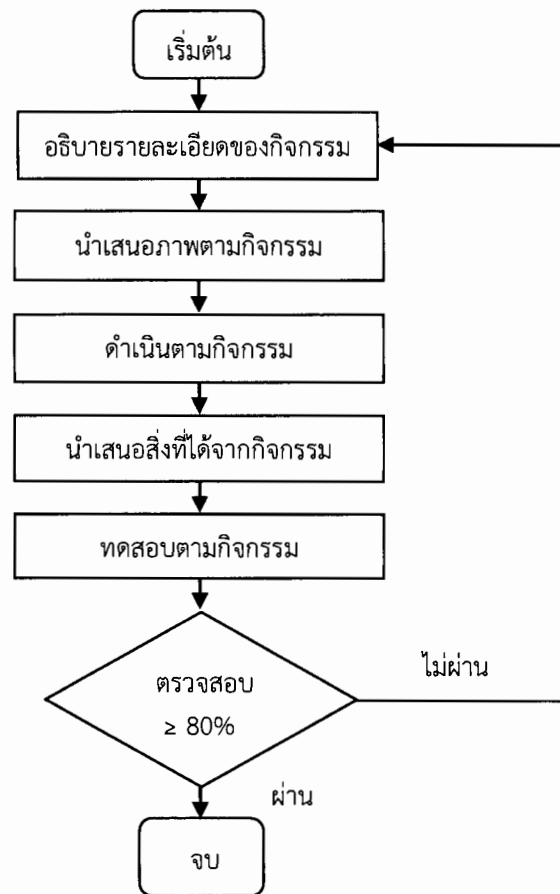 เริ่มต้น
อธิบายรายละเอียดของกิจกรรม
นำเสนอภาพตามกิจกรรม
ดำเนินตามกิจกรรม
นำเสนอสิ่งที่ได้จากกิจกรรม
ทดสอบตามกิจกรรม
ตรวจสอบ
≥ 80%
ไม่ผ่าน
ผ่าน
จบ